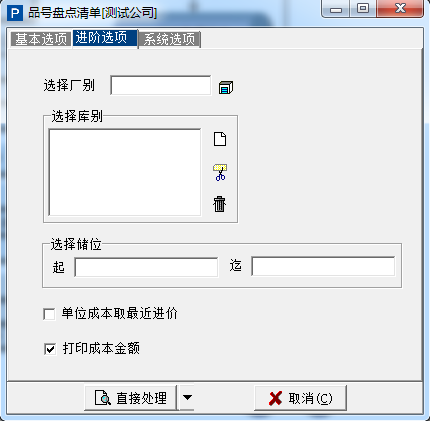 P 品号盘点清单[测试公司]
基本选项 进阶选项 系统选项
选择厂别
选择库别
选择储位
起 迄
单位成本取最近进价
打印成本金额
直接处理 取消(C)